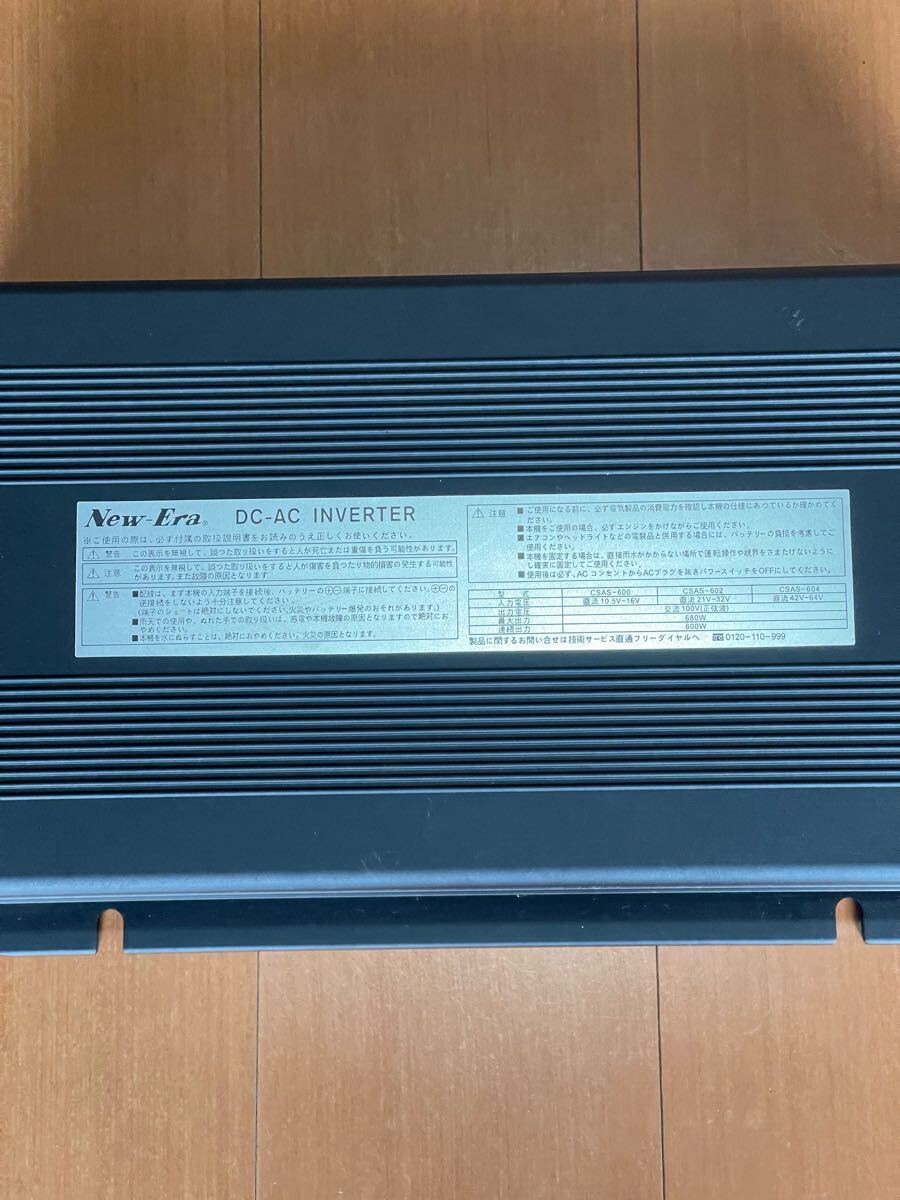 New-Era® DC-AC INVERTER
※ご使用の際は、必ず付属の取扱説明書をお読みのうえ正しくお使いください。
⚠ 警告 この表示を無視して、誤った取り扱いをすると人が死亡または重傷を負う可能性があります。
⚠ 注意 この表示を無視して、誤つた取り扱いをすると人が傷害を負つたり物的損害の発生する可能性
があります。また故障の原因となります。
⚠ 警告 ■配線は、まず本機の入力端子を接続後、バッテリーの⊕⊖端子に接続してください。⊕⊖の
逆接続をしないよう十分注意してください。火災やバッテリー爆発のおそれがあります。
(端子のショートは絶対にしないでください。)
■雨天での使用や、ぬれた手での取り扱いは、感電や本機故障の原因となりますので絶対にお
やめください。
■本機を水にぬらすことは、絶対におやめください。火災の原因になります。
⚠ 注意 ■ご使用になる前に、必ず電気製品の消費電力を確認し本機の仕様にあつているか確かめてく
ださい。
■本機をご使用の場合、必ずエンジンをかけながらご使用ください。
■エアコンやヘッドライトなどの電装品と併用する場合には、バッテリーの負担を考慮してご
使用ください。
■本機を固定する場合は、直接雨水がかからない場所で運転操作や視界をさまたげないように
し確実に固定してご使用ください。
■使用後は必ず、ACコンセントからACプラグを抜きパワースイッチをOFFにしてください。
型 式 CSAS-600 CSAS-602 CSAS-604
入力電圧 直流10.5V~16V 直流21V~32V 直流42V~64V
出力電圧 交流100V(正弦波)
最大出力 680W
連続出力 600W
製品に関するお問い合せは技術サービス直通フリーダイヤルへ 0120-110-999